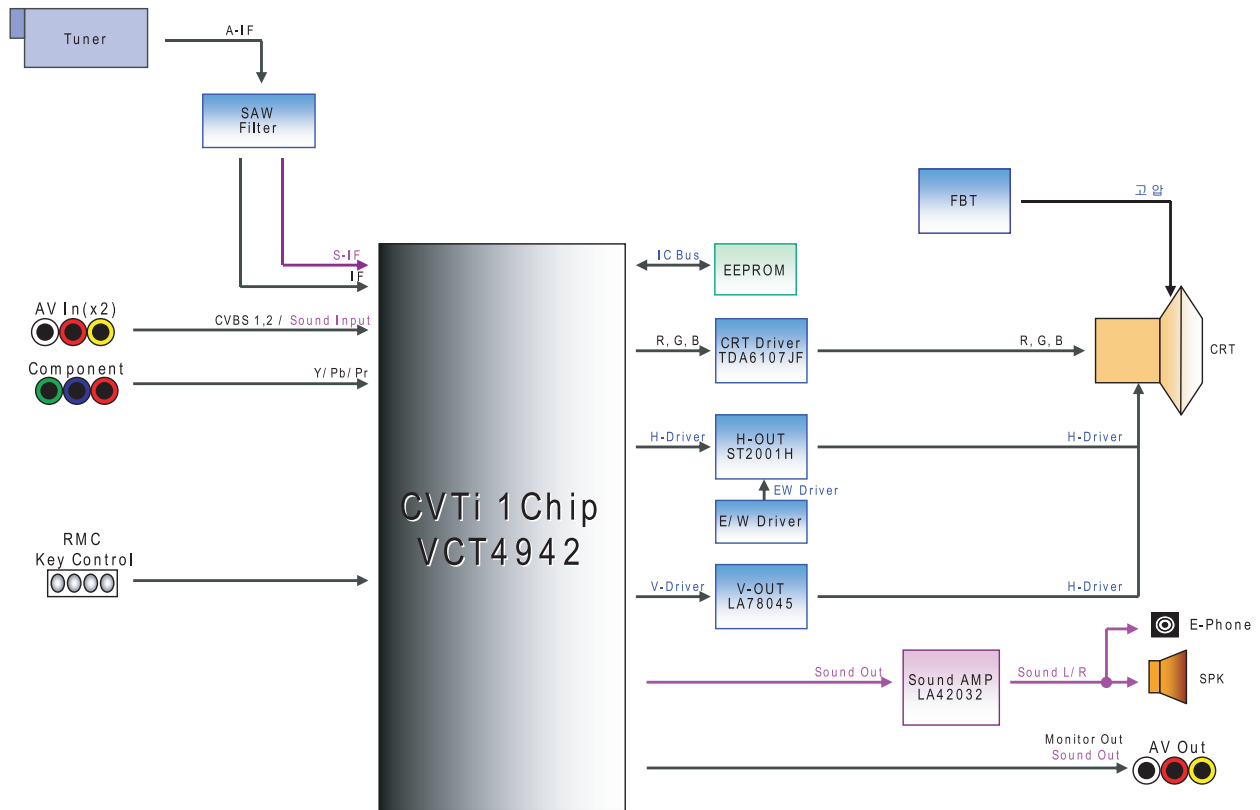 Tuner
A-IF
SAW
Filter
FBT
고압
S-IF
IF
IC Bus
EEPROM
AV In(x2)
CVBS 1,2 / Sound Input
Component
Y/Pb/Pr
R, G, B
CRT Driver
TDA6107JF
R, G, B
CRT
H-Driver
H-OUT
ST2001H
H-Driver
EW Driver
E/W Driver
CVTi 1Chip
VCT4942
RMC
Key Control
V-Driver
V-OUT
LA78045
H-Driver
E-Phone
Sound Out
Sound AMP
LA42032
Sound L/R
SPK
Monitor Out
Sound Out
AV Out